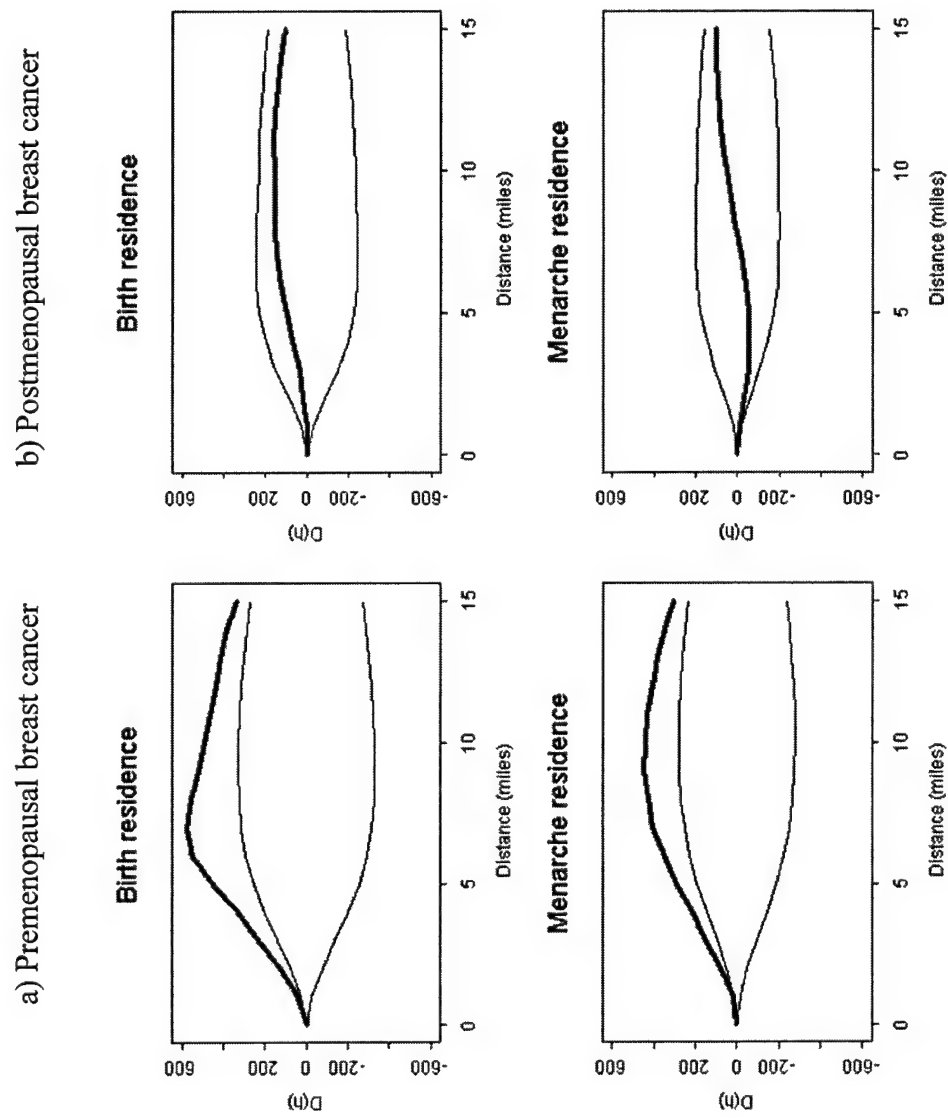 a) Premenopausal breast cancer
Birth residence
D(h)
600
200
0
-200
-600
0
5
10
15
Distance (miles)
Menarche residence
D(h)
600
200
0
-200
-600
0
5
10
15
Distance (miles)
b) Postmenopausal breast cancer
Birth residence
D(h)
600
200
0
-200
-600
0
5
10
15
Distance (miles)
Menarche residence
D(h)
600
200
0
-200
-600
0
5
10
15
Distance (miles)